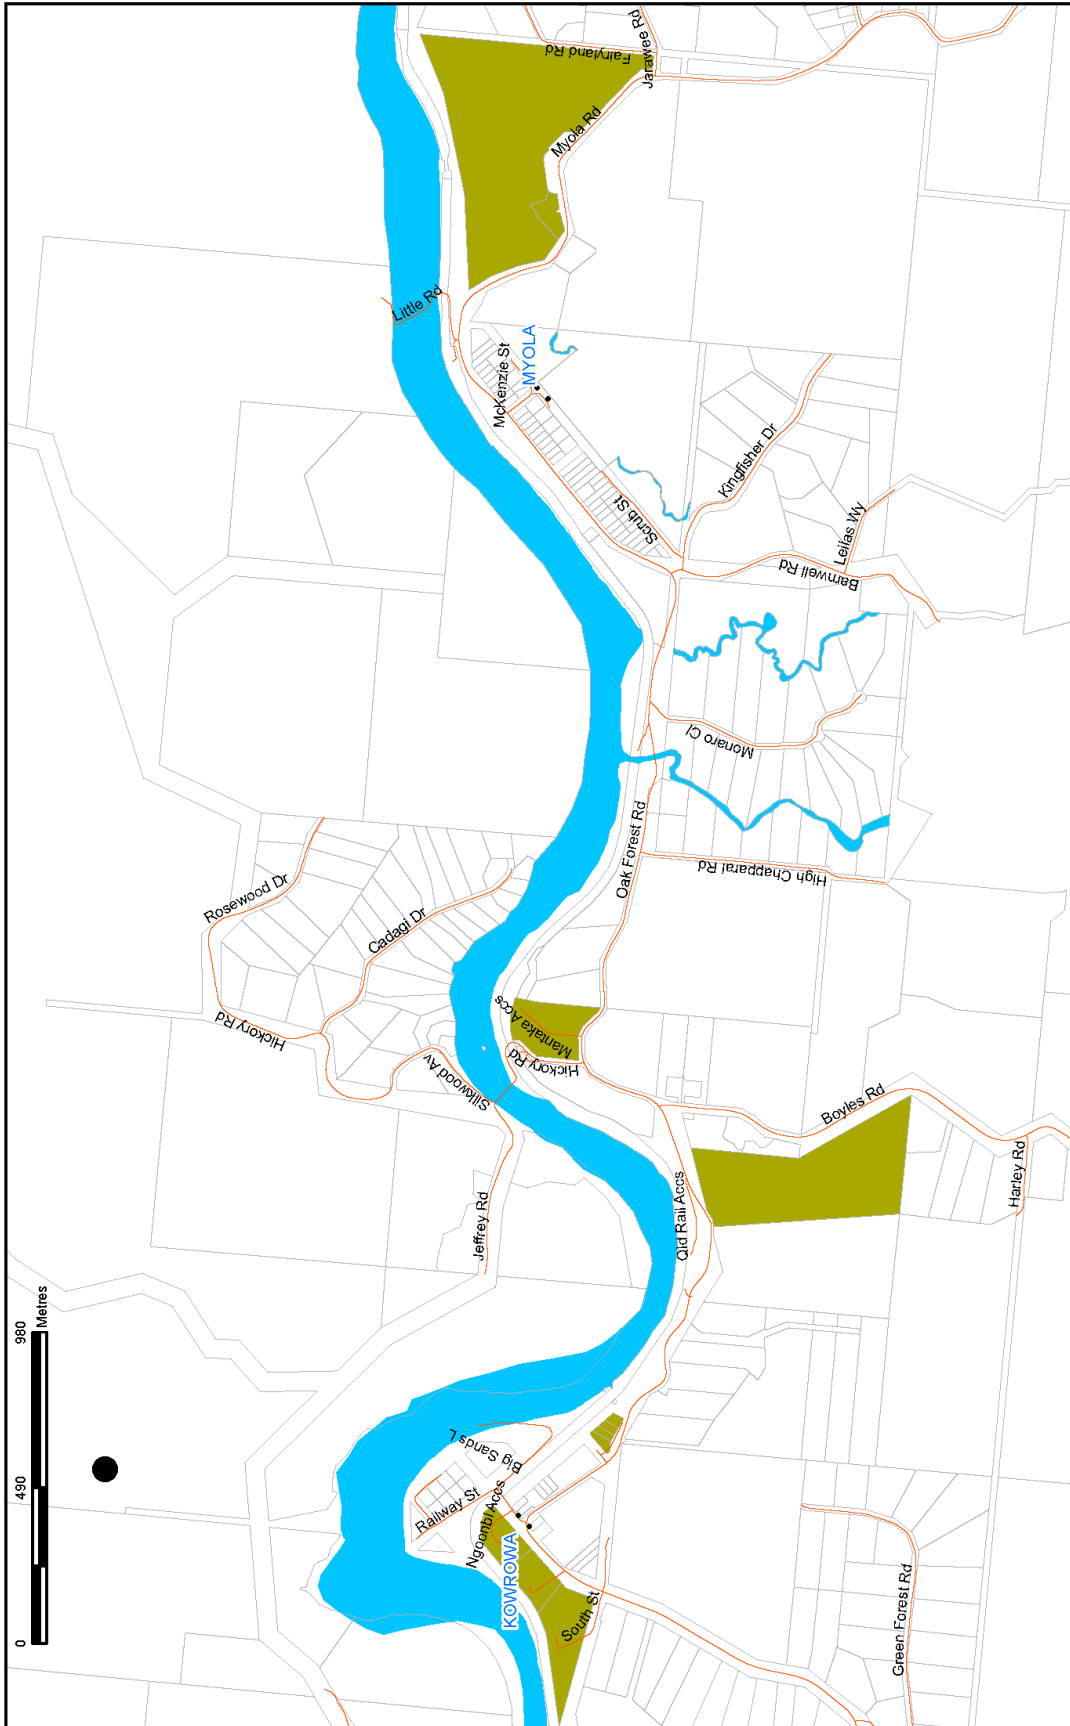 Fairyland Rd
Jarawee Rd
Myola Rd
Little Rd
McKenzie St
MYOLA
Kingfisher Dr
Scrub St
Leilas Wy
Barnwell Rd
Monaro Cl
Oak Forest Rd
High Chapparal Rd
Rosewood Dr
Cadagi Dr
Hickory Rd
Mantaka Accs
Hickory Rd
Silkwood Av
Boyles Rd
Harley Rd
Jeffrey Rd
Qld Rail Accs
980
Metres
490
0
Big Sands L
Railway St
Ngoonbi Accs
KOWROWA
South St
Green Forest Rd